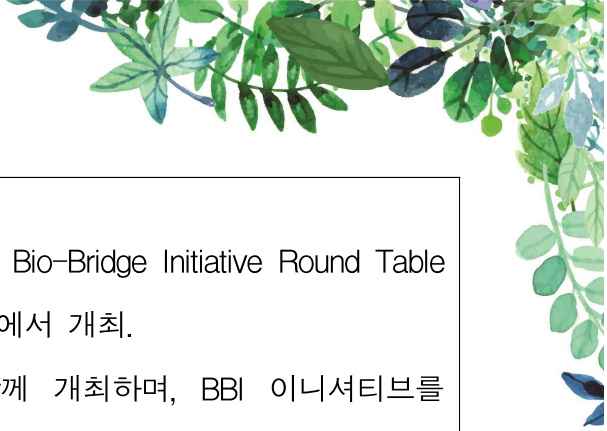 Bio-Bridge Initiative Round Table
에서 개최.
께 개최하며, BBI 이니셔티브를